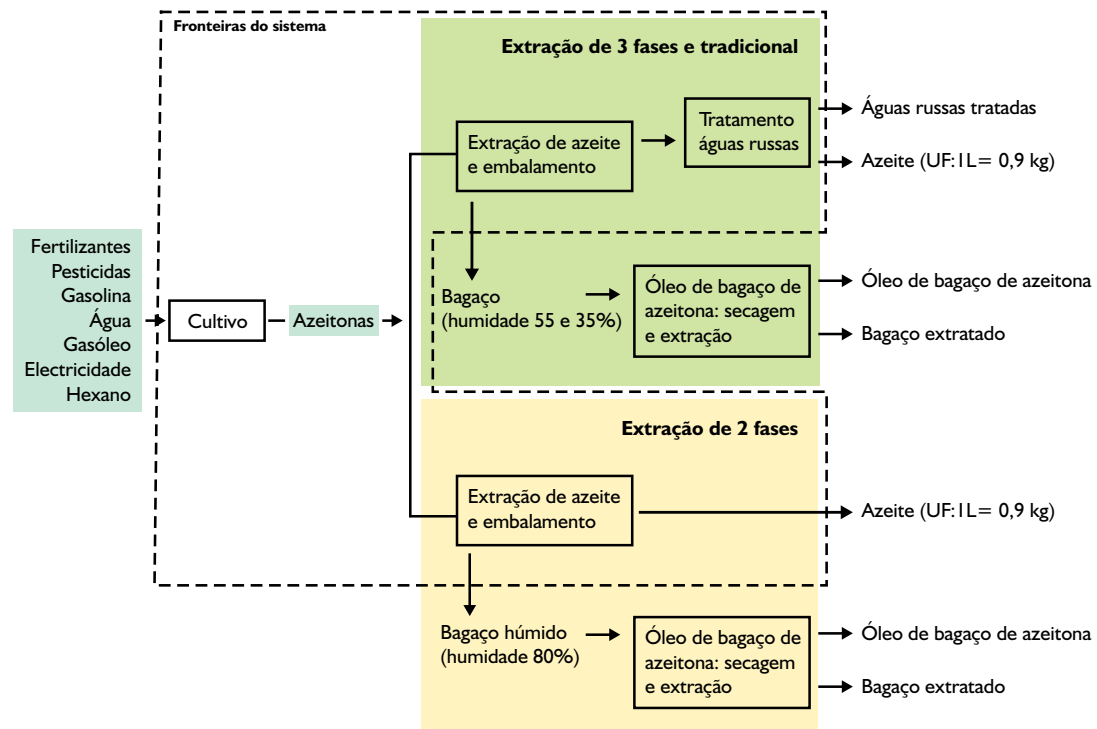 Fronteiras do sistema
Extração de 3 fases e tradicional
Extração de azeite
e embalamento
Tratamento
águas russas
Águas russas tratadas
Azeite (UF:1L= 0,9 kg)
Bagaço
(humidade 55 e 35%)
Óleo de bagaço de
azeitona: secagem
e extração
Óleo de bagaço de azeitona
Bagaço extratado
Fertilizantes
Pesticidas
Gasolina
Água
Gasóleo
Electricidade
Hexano
Cultivo
Azeitonas
Extração de 2 fases
Extração de azeite
e embalamento
Azeite (UF:1L= 0,9 kg)
Bagaço húmido
(humidade 80%)
Óleo de bagaço de
azeitona: secagem
e extração
Óleo de bagaço de azeitona
Bagaço extratado